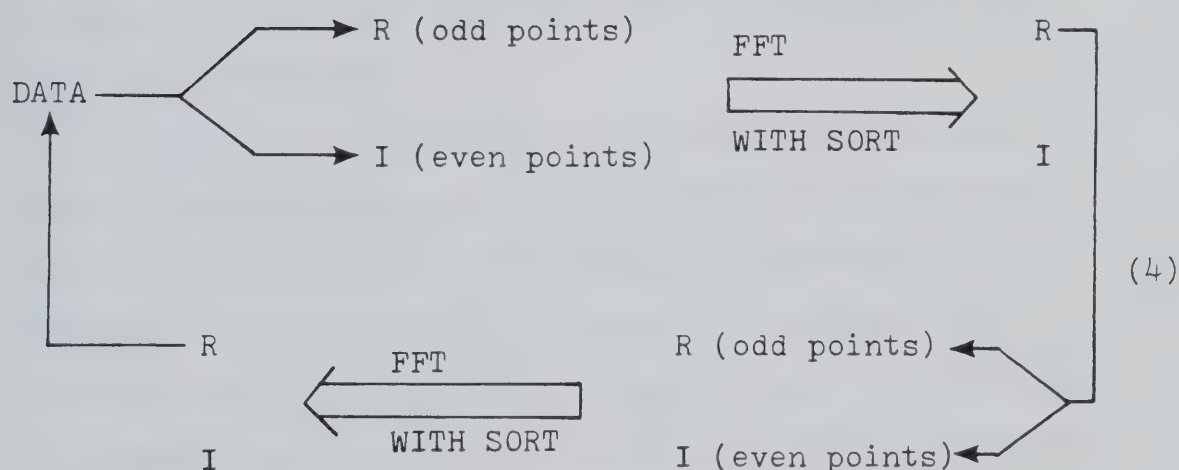 R (odd points)
FFT
R
DATA
WITH SORT
I (even points)
I
(4)
R
FFT
R (odd points)
WITH SORT
I
I (even points)